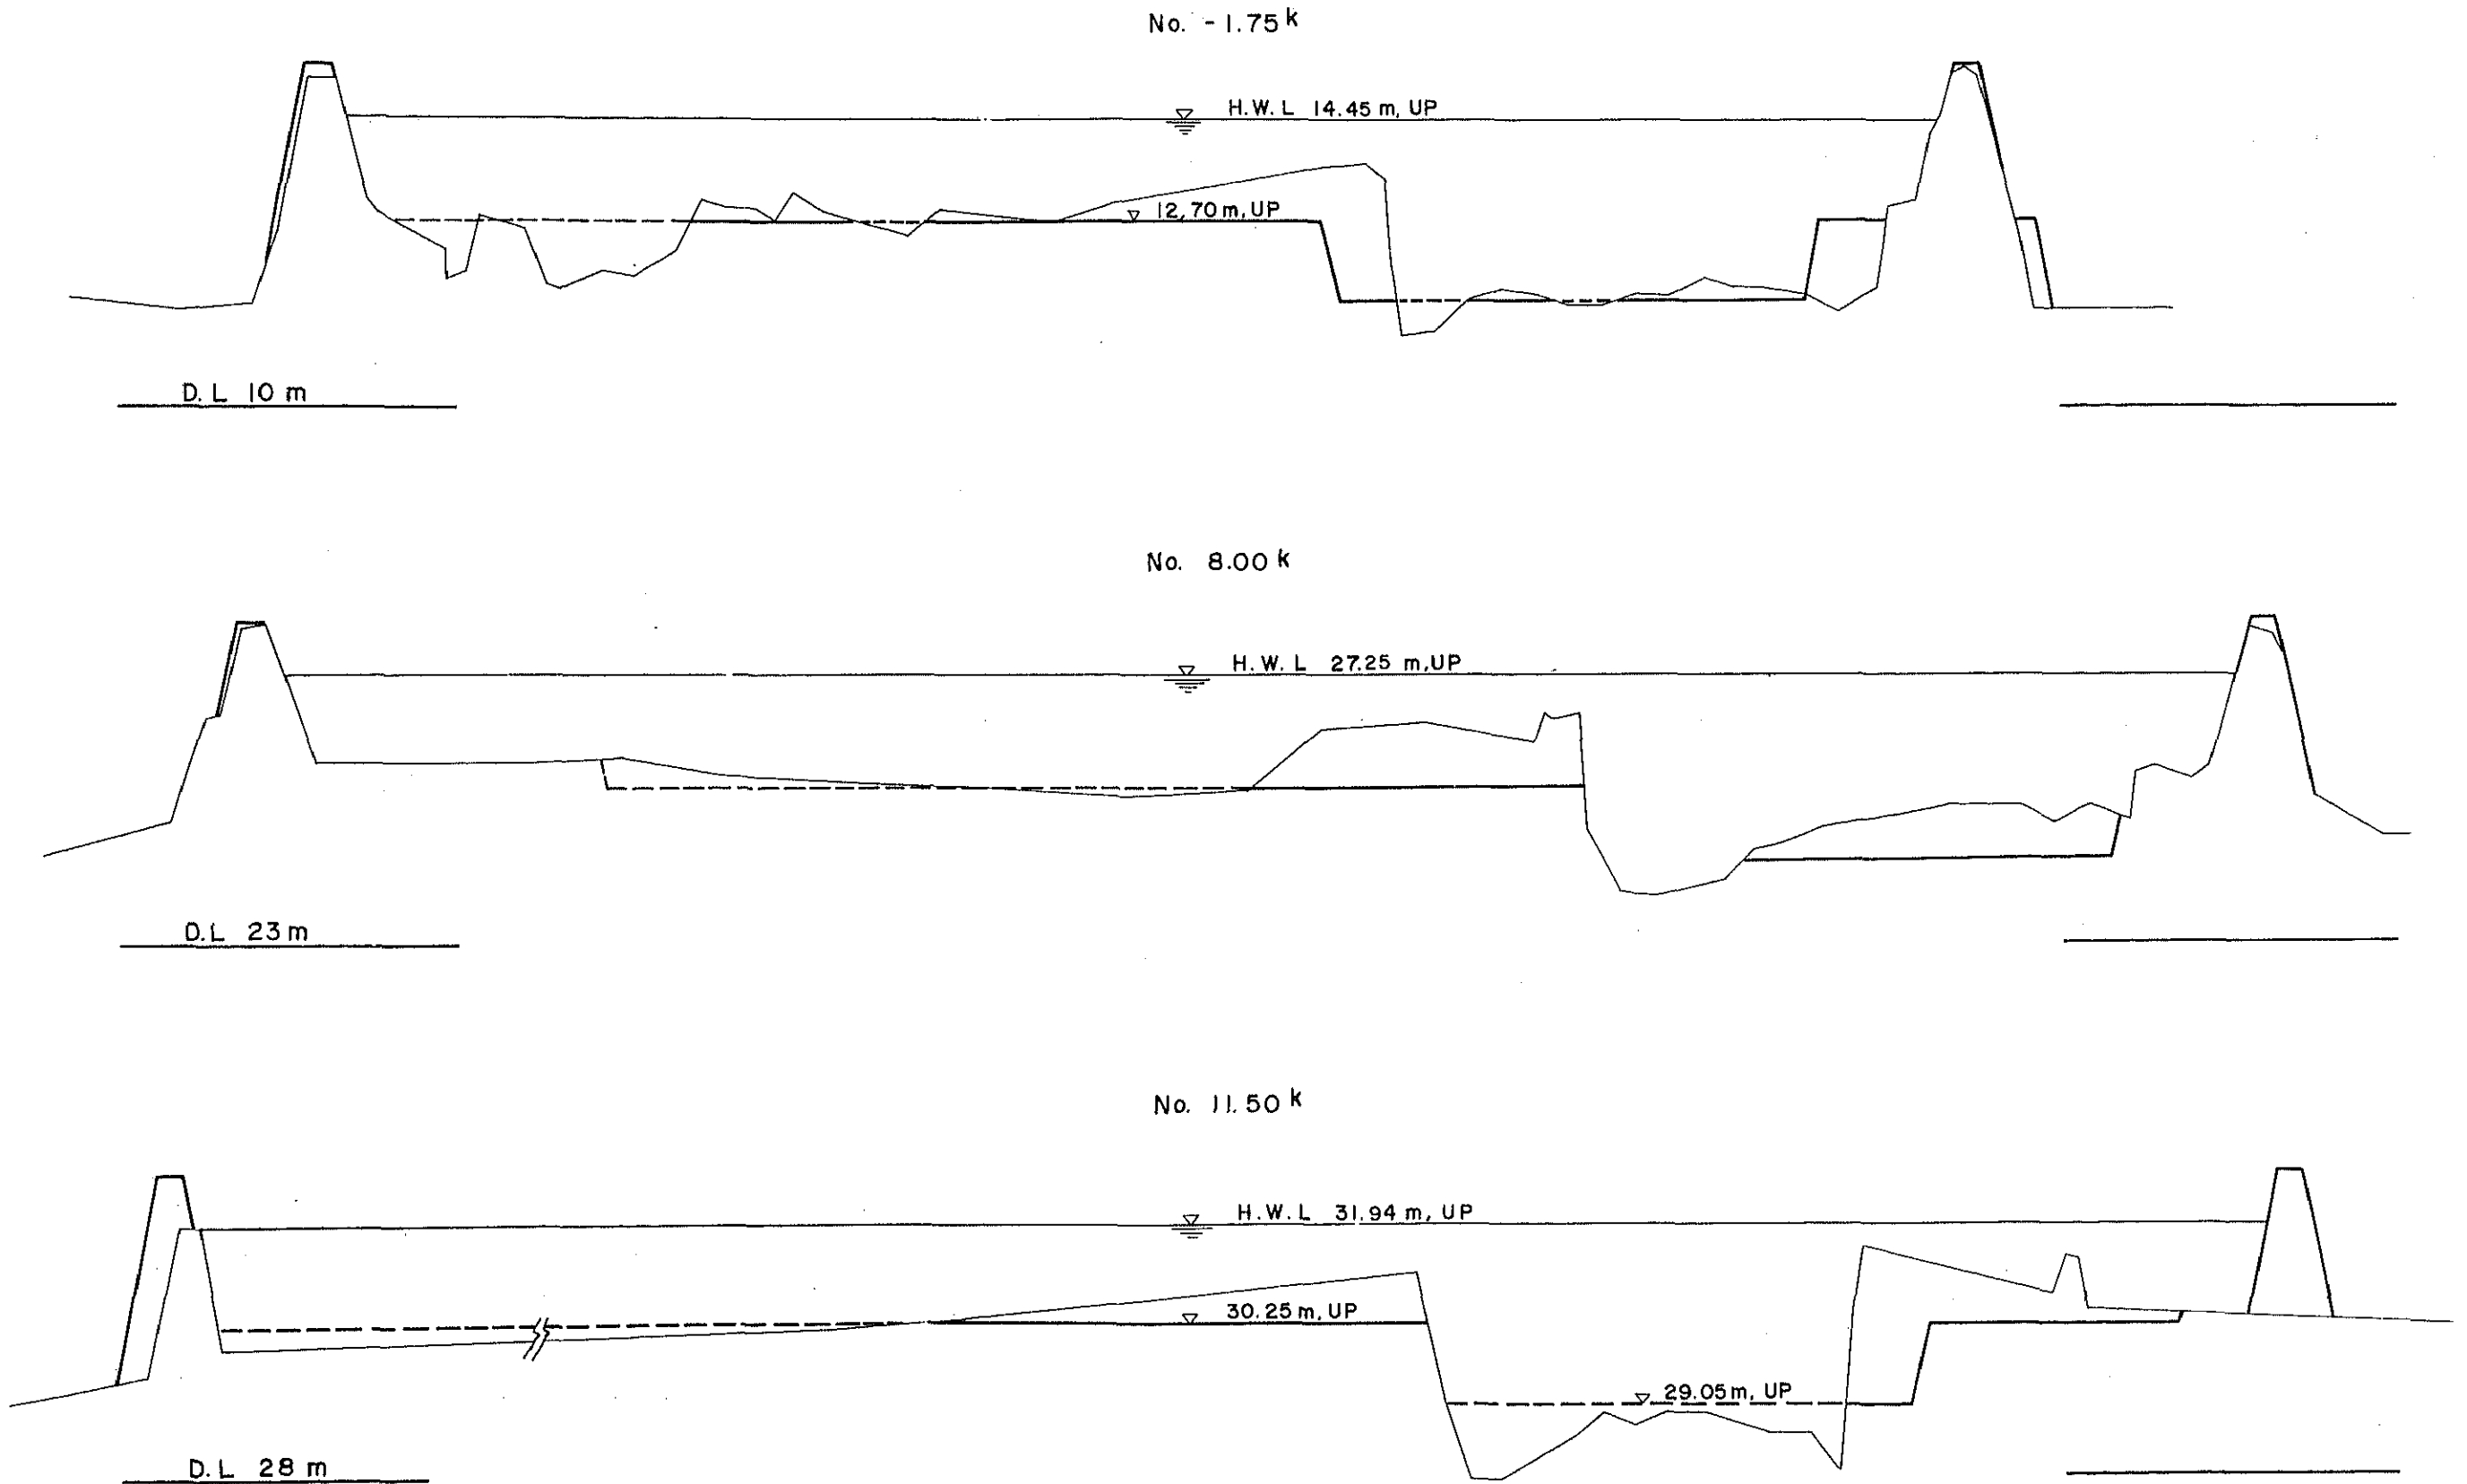 No. -1.75 k
H.W.L 14.45 m, UP
12,70 m, UP
D.L 10 m
No. 8.00 k
H.W.L 27.25 m, UP
D.L 23 m
No. 11.50 k
H.W.L 31.94 m, UP
30.25 m, UP
29.05 m, UP
D.L 28 m